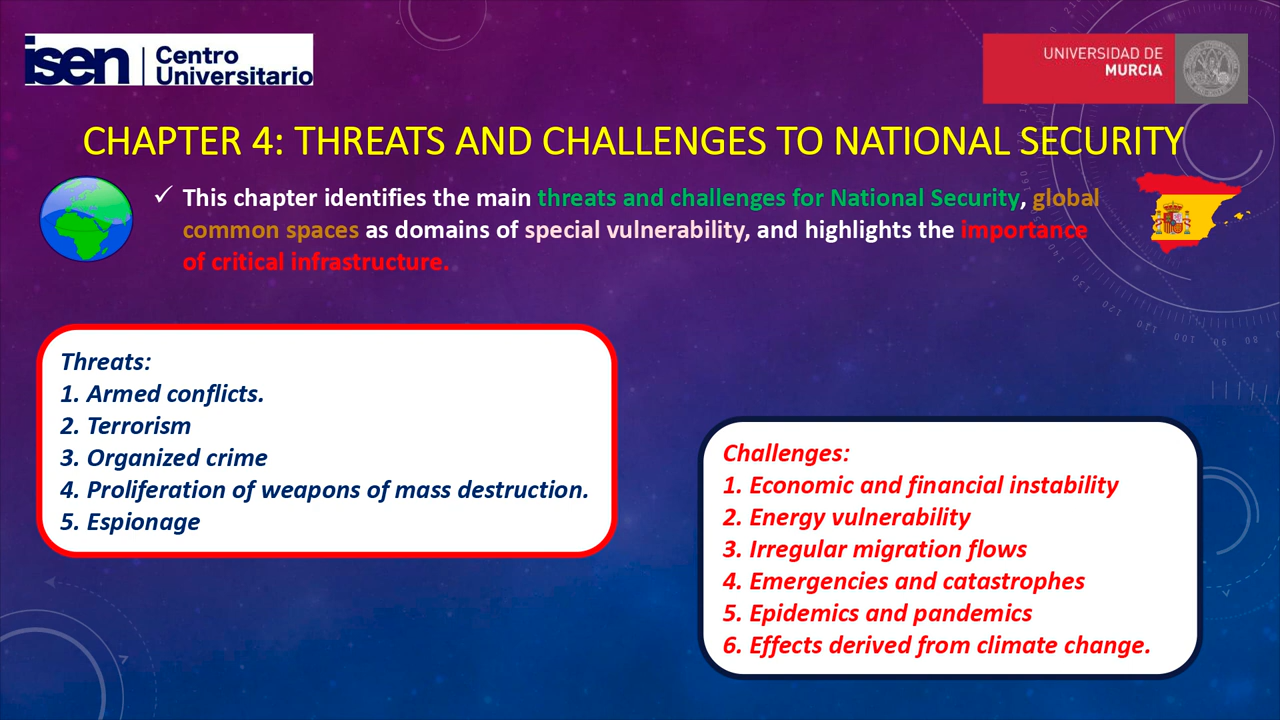 isen Centro
Universitario
UNIVERSIDAD DE
MURCIA
CHAPTER 4: THREATS AND CHALLENGES TO NATIONAL SECURITY
✓ This chapter identifies the main threats and challenges for National Security, global
common spaces as domains of special vulnerability, and highlights the importance
of critical infrastructure.
Threats:
1. Armed conflicts.
2. Terrorism
3. Organized crime
4. Proliferation of weapons of mass destruction.
5. Espionage
Challenges:
1. Economic and financial instability
2. Energy vulnerability
3. Irregular migration flows
4. Emergencies and catastrophes
5. Epidemics and pandemics
6. Effects derived from climate change.